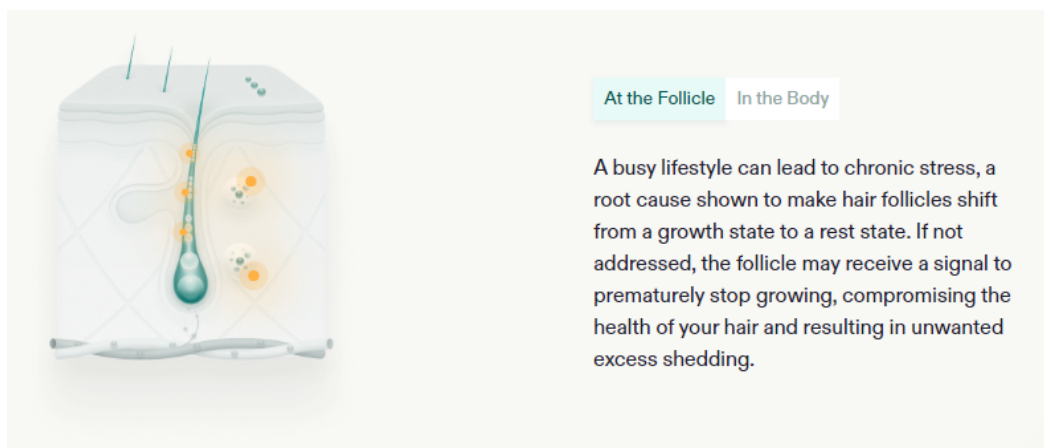 At the Follicle
In the Body
A busy lifestyle can lead to chronic stress, a
root cause shown to make hair follicles shift
from a growth state to a rest state. If not
addressed, the follicle may receive a signal to
prematurely stop growing, compromising the
health of your hair and resulting in unwanted
excess shedding.